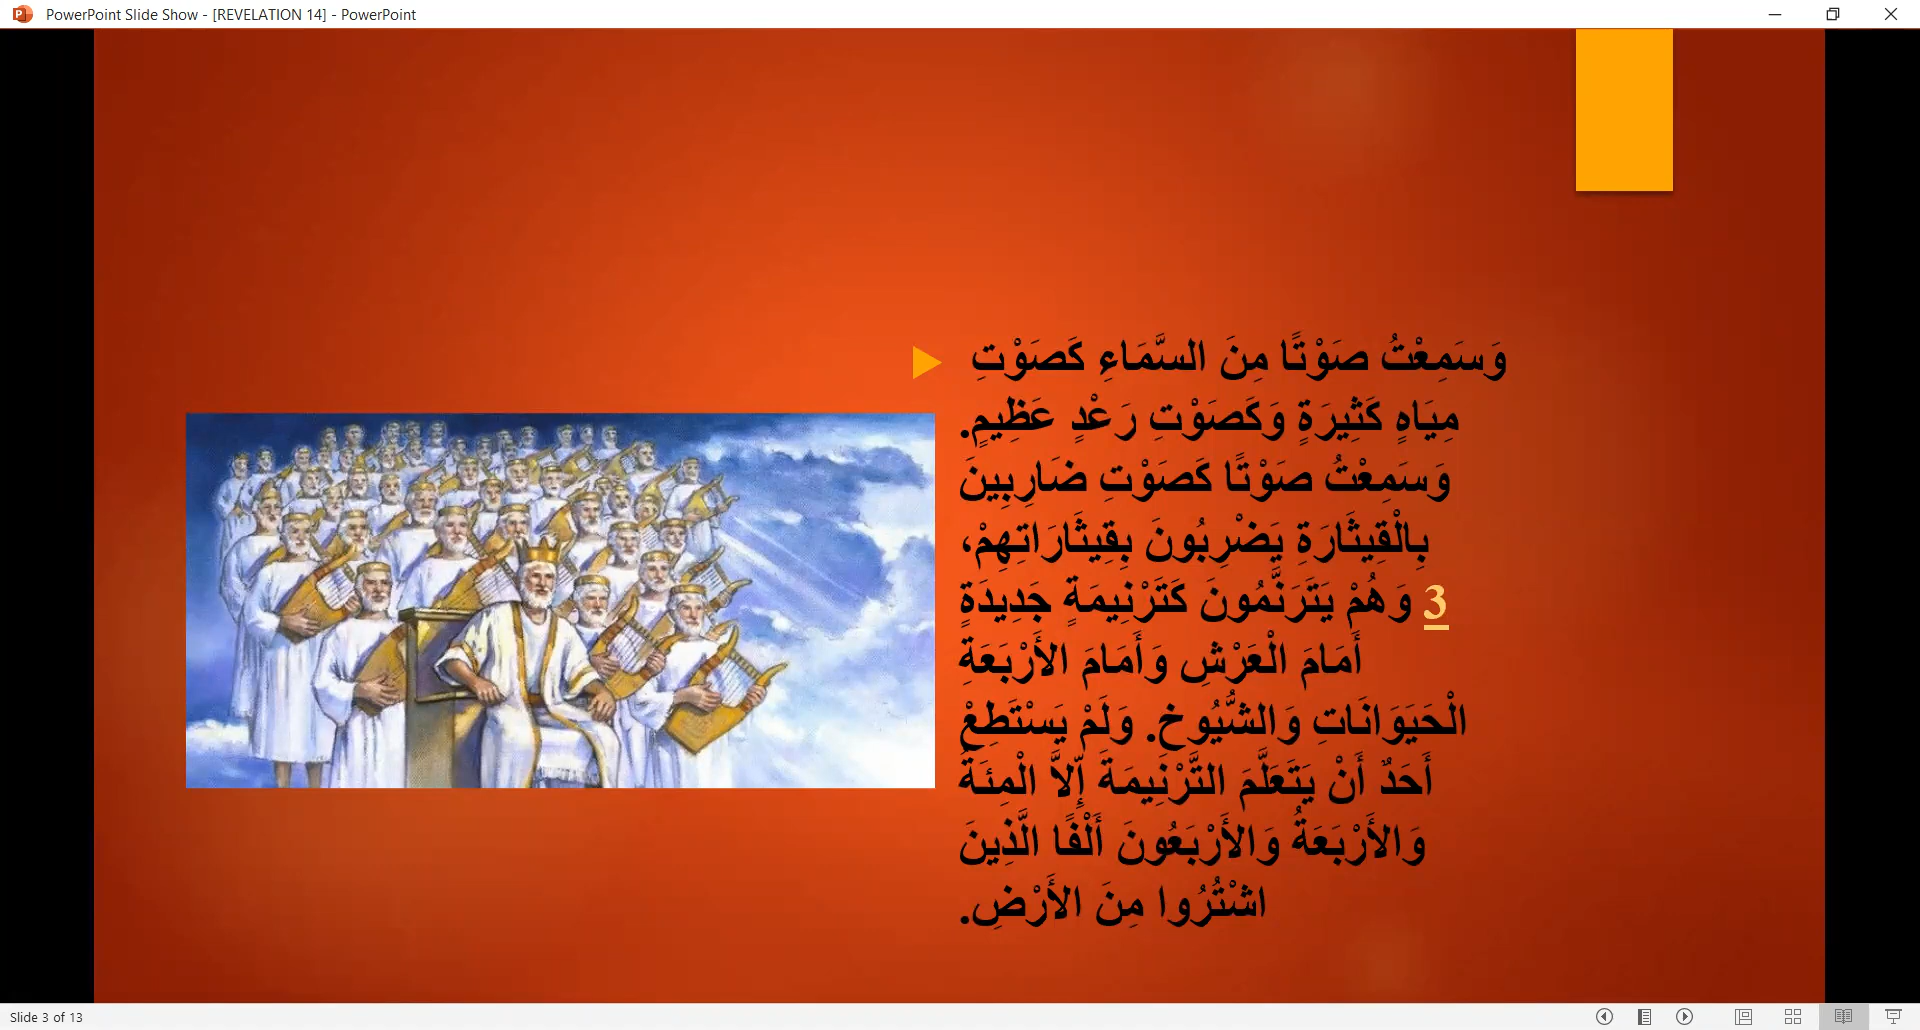 PowerPoint Slide Show - [REVELATION 14] - PowerPoint
وَسَمِعْتُ صَوْتًا مِنَ السَّمَاءِ كَصَوْتِ
مِيَاهٍ كَثِيرَةٍ وَكَصَوْتِ رَعْدٍ عَظِيمٍ.
وَسَمِعْتُ صَوْتًا كَصَوْتِ ضَارِبِينَ
بِالْقِيثَارَةِ يَضْرِبُونَ بِقِيثَارَاتِهِمْ،
3 وَهُمْ يَتَرَنَّمُونَ كَتَرْنِيمَةٍ جَدِيدَةٍ
أَمَامَ الْعَرْشِ وَأَمَامَ الأَرْبَعَةِ
الْحَيَوَانَاتِ وَالشُّيُوخِ. وَلَمْ يَسْتَطِعْ
أَحَدٌ أَنْ يَتَعَلَّمَ التَّرْنِيمَةَ إِلاَّ الْمِئَةُ
وَالأَرْبَعَةُ وَالأَرْبَعُونَ أَلْفًا الَّذِينَ
اشْتُرُوا مِنَ الأَرْضِ.
Slide 3 of 13